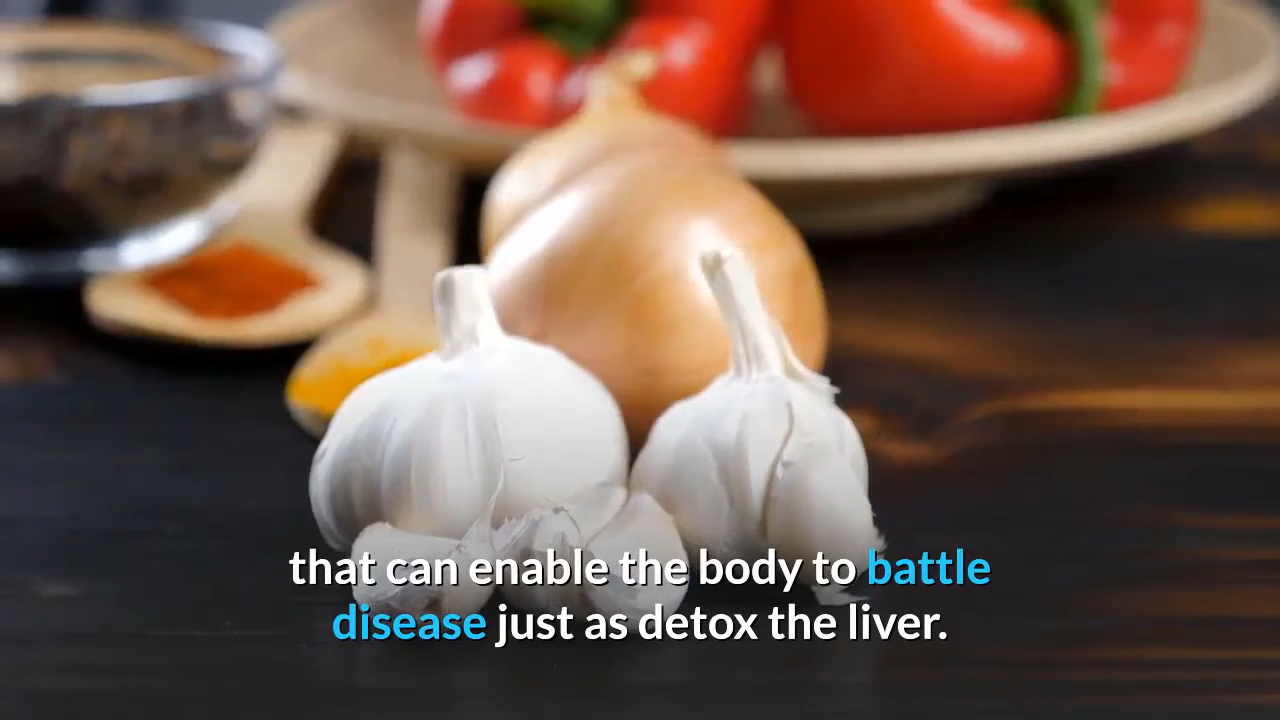 that can enable the body to battle
disease just as detox the liver.